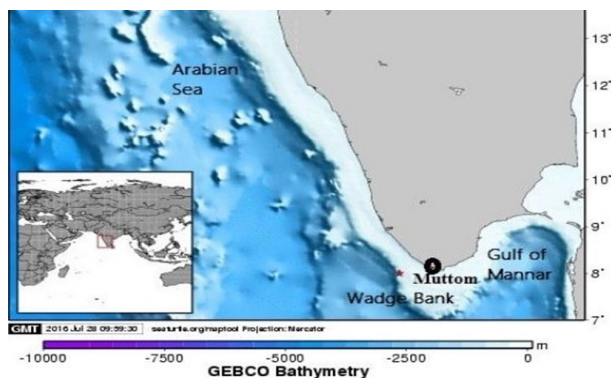 Arabian
Sea
13°
12°
11°
10°
9°
8°
7°
Gulf of
Mannar
Muttom
Wadge Bank
GMT 2016 Jul 28 09:59:30 seaturtle.org/maptool Projection: Mercator
m
-10000 -7500 -5000 -2500 0
GEBCO Bathymetry